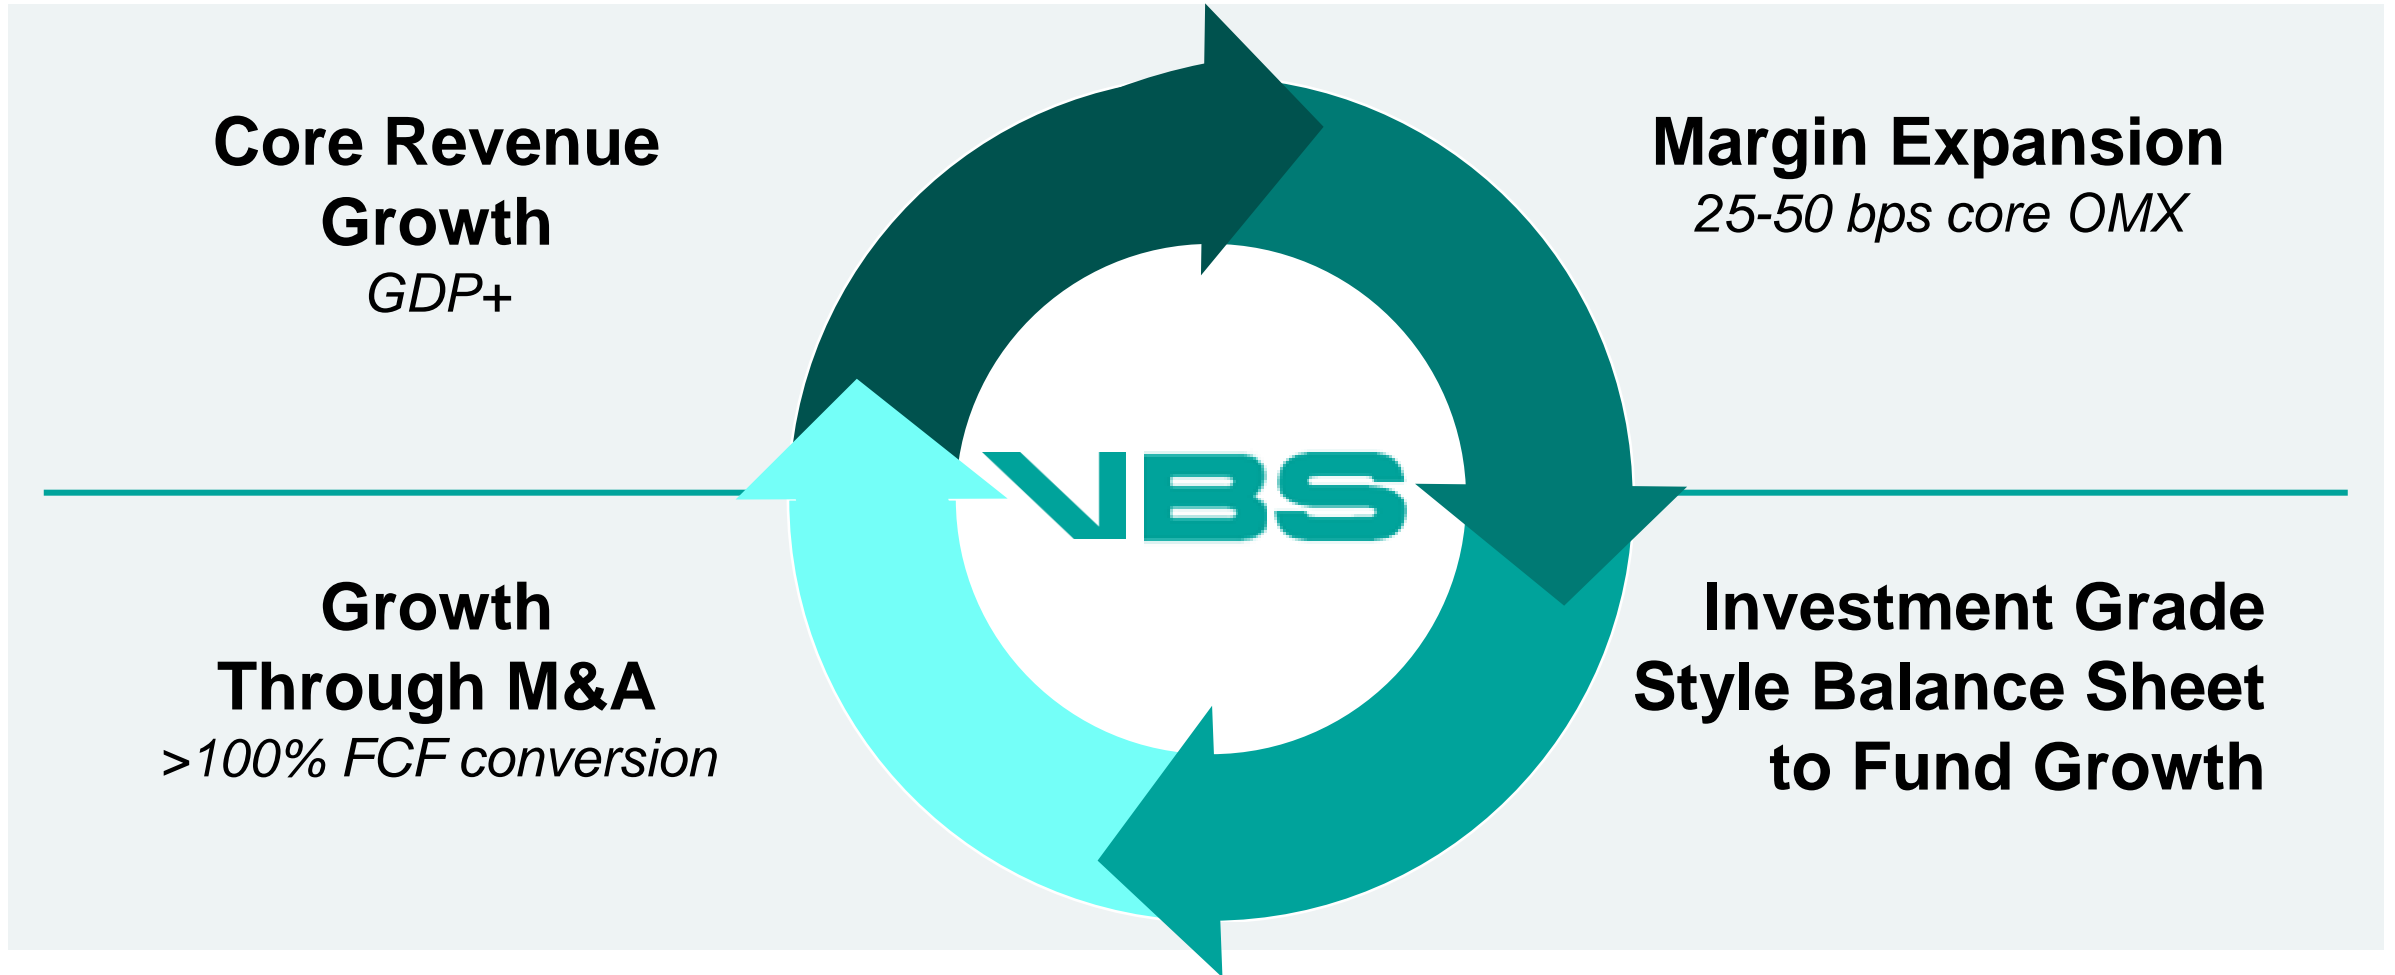 Core Revenue
Growth
GDP+
Margin Expansion
25-50 bps core OMX
VBS
Growth
Through M&A
>100% FCF conversion
Investment Grade
Style Balance Sheet
to Fund Growth